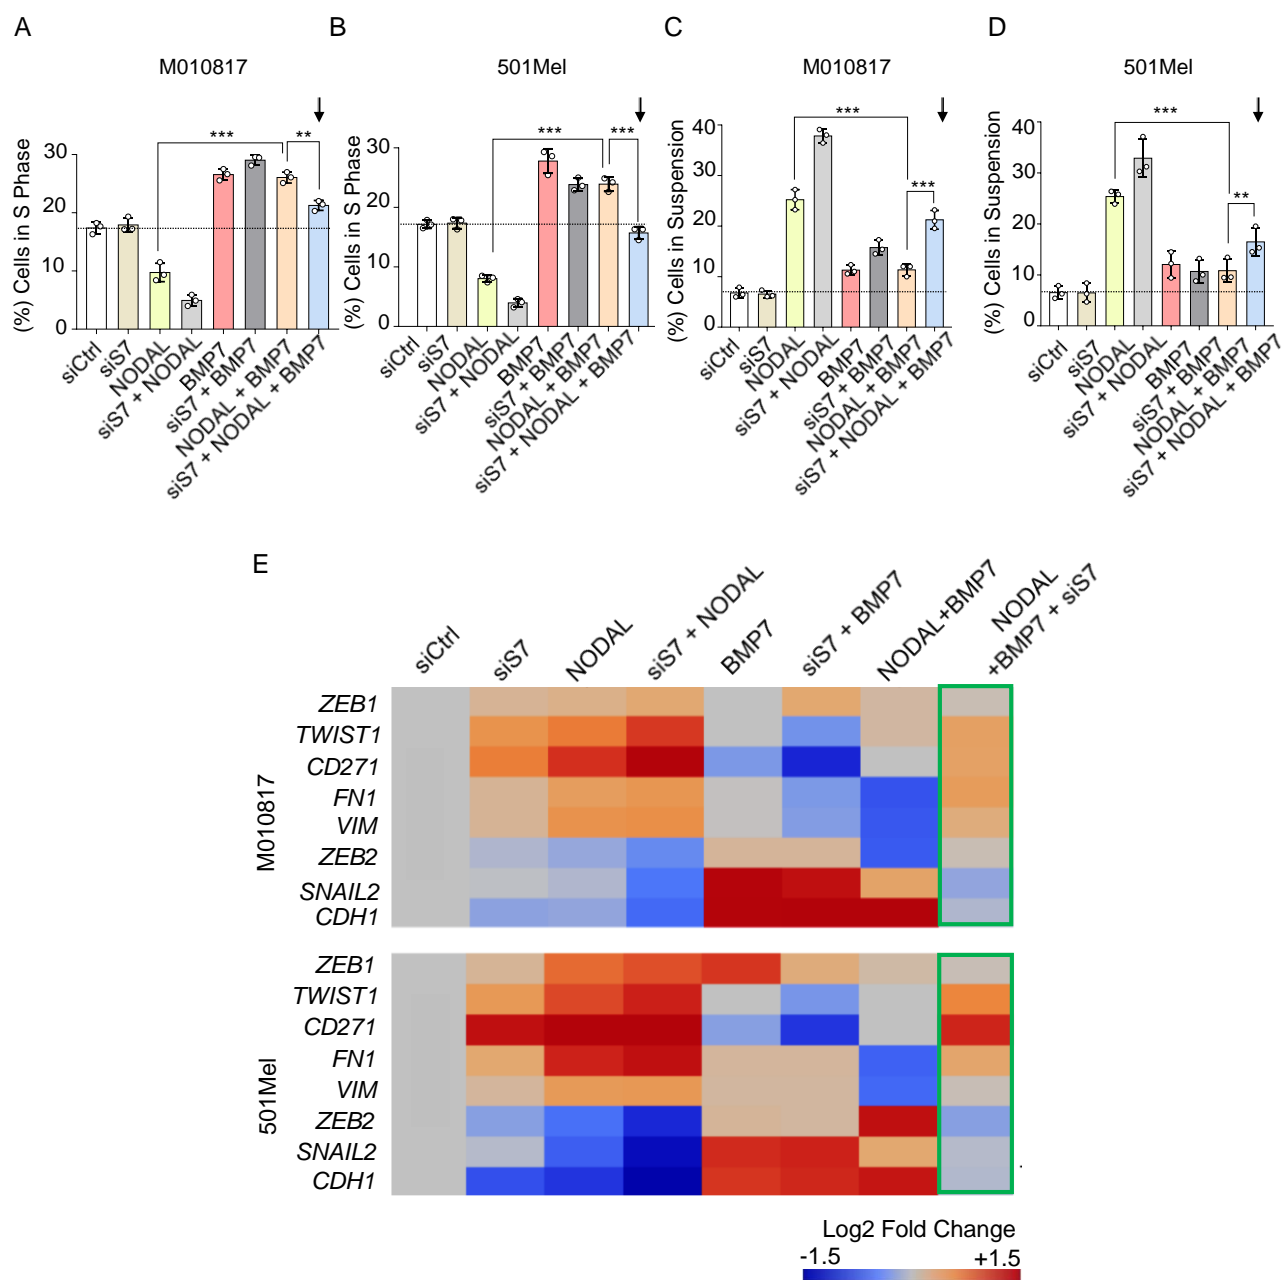 A
B
C
D
M010817
501Mel
M010817
501Mel
***
**
***
***
***
***
***
**
(%) Cells in S Phase
30
20
10
0
siCtrl
siS7
NODAL
siS7 + NODAL
BMP7
siS7 + BMP7
NODAL + BMP7
siS7 + NODAL + BMP7
(%) Cells in S Phase
30
20
10
0
siCtrl
siS7
NODAL
siS7 + NODAL
BMP7
siS7 + BMP7
NODAL + BMP7
siS7 + NODAL + BMP7
(%) Cells in Suspension
40
30
20
10
0
siCtrl
siS7
NODAL
siS7 + NODAL
BMP7
siS7 + BMP7
NODAL + BMP7
siS7 + NODAL + BMP7
(%) Cells in Suspension
40
30
20
10
0
siCtrl
siS7
NODAL
siS7 + NODAL
BMP7
siS7 + BMP7
NODAL + BMP7
siS7 + NODAL + BMP7
E
siCtrl
siS7
NODAL
siS7 + NODAL
BMP7
siS7 + BMP7
NODAL+BMP7
NODAL
+BMP7 + siS7
M010817
ZEB1
TWIST1
CD271
FN1
VIM
ZEB2
SNAIL2
CDH1
501Mel
ZEB1
TWIST1
CD271
FN1
VIM
ZEB2
SNAIL2
CDH1
Log2 Fold Change
-1.5 +1.5